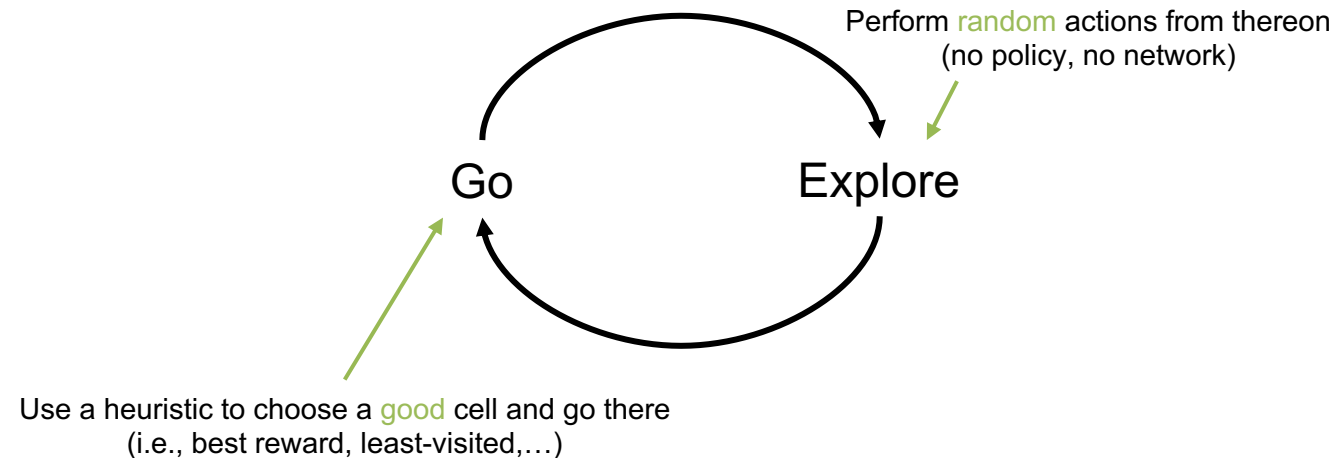 Perform random actions from thereon
(no policy, no network)
Go
Explore
Use a heuristic to choose a good cell and go there
(i.e., best reward, least-visited,…)